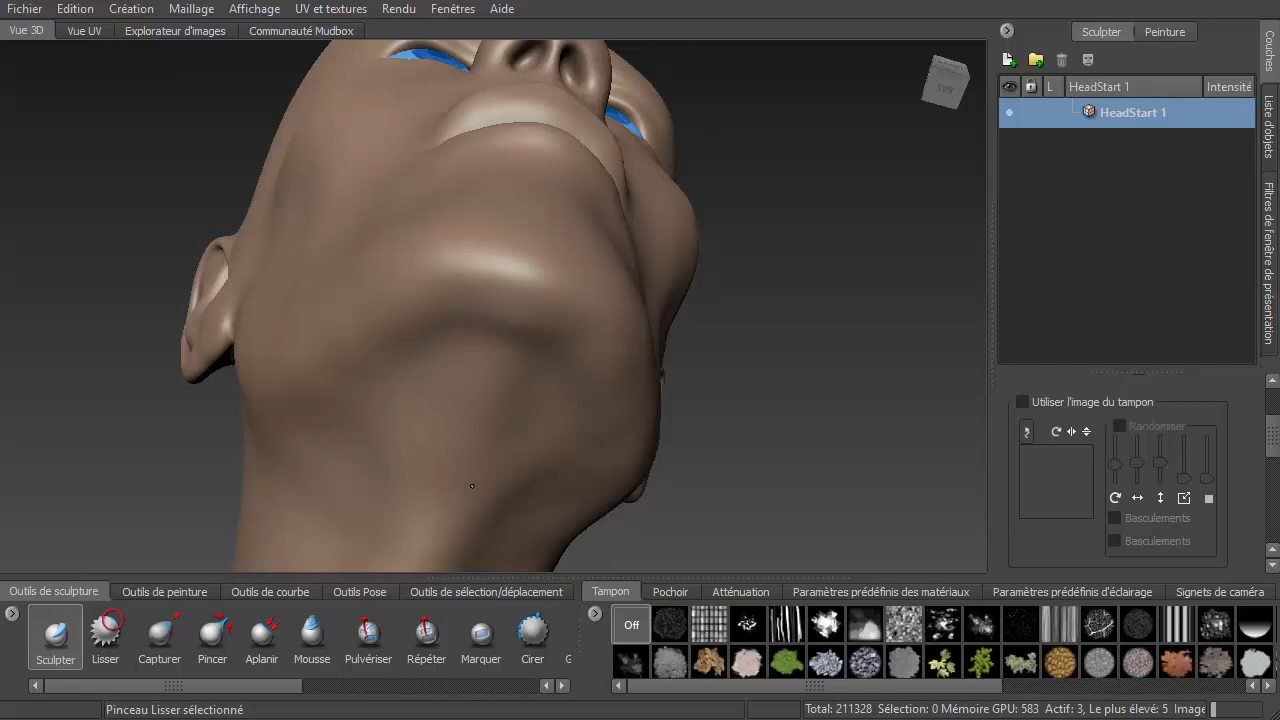 Fichier Edition Création Maillage Affichage UV et textures Rendu Fenêtres Aide
Vue 3D Vue UV Explorateur d'images Communauté Mudbox
Sculpter Peinture
L HeadStart 1 Intensité
HeadStart 1
Couches
Liste d'objets
Filtres de fenêtre de présentation
Utiliser l'image du tampon
Randomiser
Basculements
Basculements
Outils de sculpture Outils de peinture Outils de courbe Outils Pose Outils de sélection/déplacement
Tampon Pochoir Atténuation Paramètres prédéfinis des matériaux Paramètres prédéfinis d'éclairage Signets de caméra
Off
Sculpter Lisser Capturer Pincer Aplanir Mousse Pulvériser Répéter Marquer Cirer G
Pinceau Lisser sélectionné
Total: 211328 Sélection: 0 Mémoire GPU: 583 Actif: 3, Le plus élevé: 5 Image